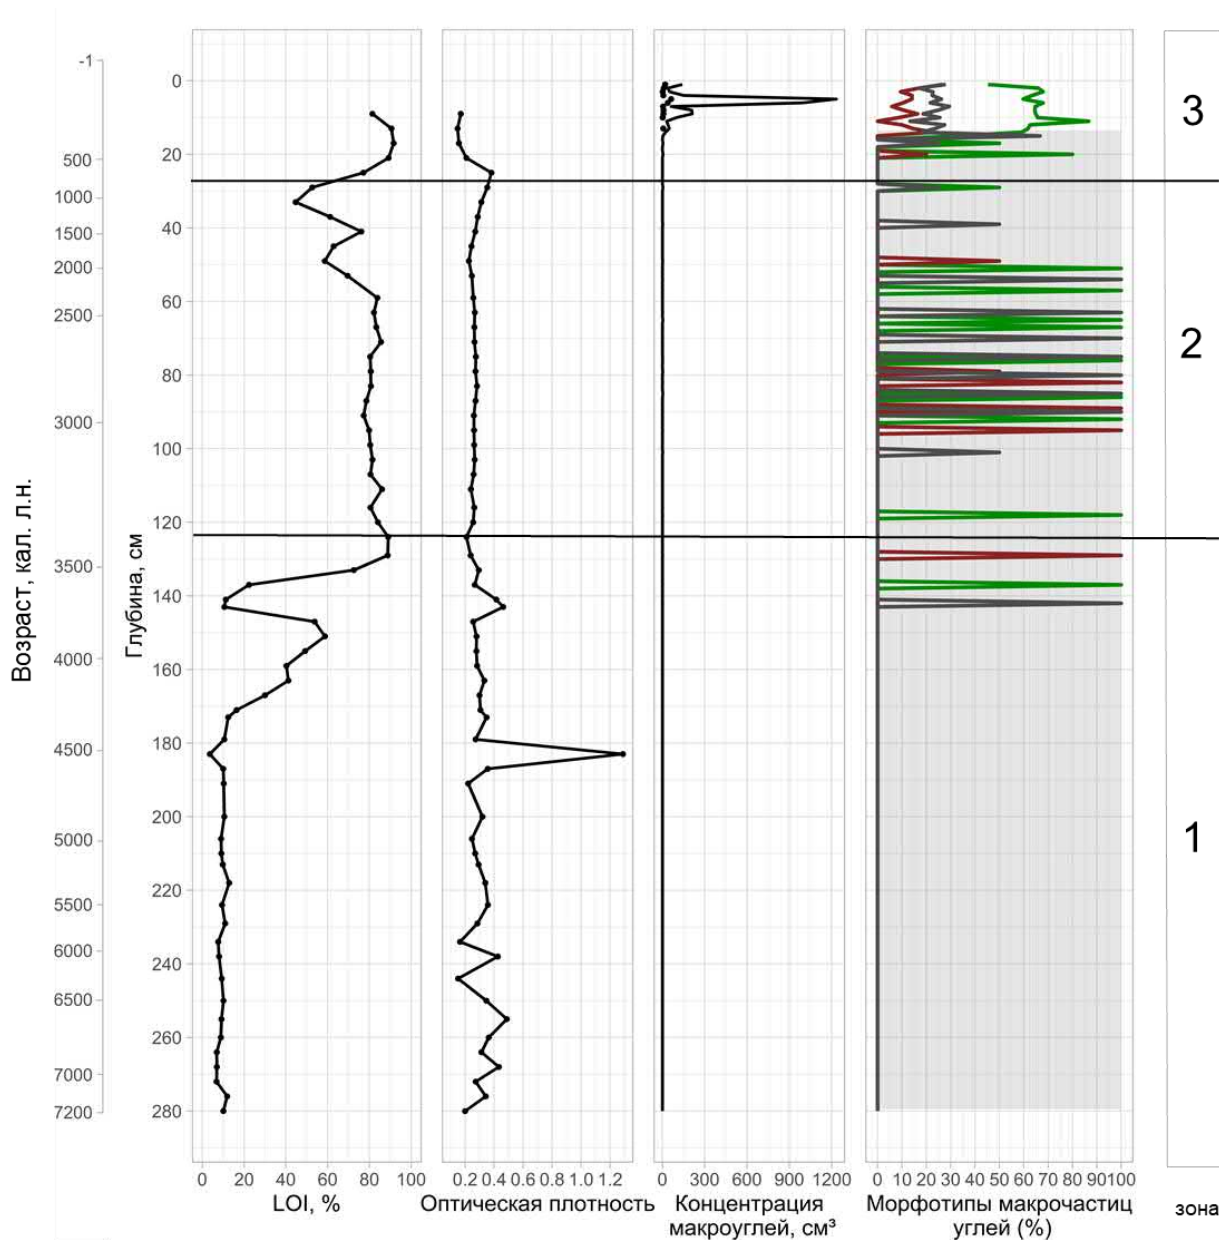 Возраст, кал. л.н.
-1
500
1000
1500
2000
2500
3000
3500
4000
4500
5000
5500
6000
6500
7000
7200
Глубина, см
0
20
40
60
80
100
120
140
160
180
200
220
240
260
280
0 20 40 60 80 100
LOI, %
0.2 0.4 0.6 0.8 1.0 1.2
Оптическая плотность
0 300 600 900 1200
Концентрация
макроуглей, см³
0 10 20 30 40 50 60 70 80 90 100
Морфотипы макрочастиц
углей (%)
3
2
1
зона